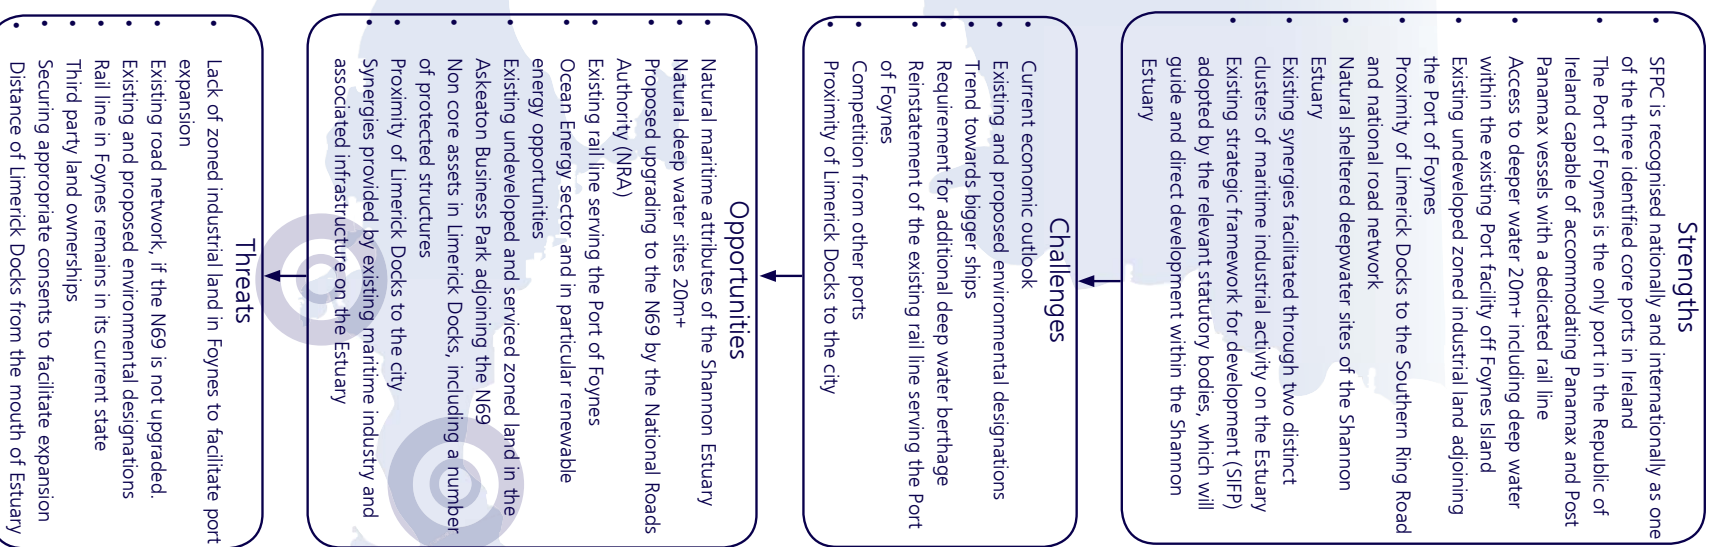 Strengths
• SFPC is recognised nationally and internationally as one
of the three identified core ports in Ireland
• The Port of Foynes is the only port in the Republic of
Ireland capable of accommodating Panamax and Post
Panamax vessels with a dedicated rail line
• Access to deeper water 20m+ including deep water
within the existing Port facility off Foynes Island
• Existing undeveloped zoned industrial land adjoining
the Port of Foynes
• Proximity of Limerick Docks to the Southern Ring Road
and national road network
• Natural sheltered deepwater sites of the Shannon
Estuary
• Existing synergies facilitated through two distinct
clusters of maritime industrial activity on the Estuary
• Existing strategic framework for development (SIFP)
adopted by the relevant statutory bodies, which will
guide and direct development within the Shannon
Estuary
Challenges
• Current economic outlook
• Existing and proposed environmental designations
• Trend towards bigger ships
• Requirement for additional deep water berthage
• Reinstatement of the existing rail line serving the Port
of Foynes
• Competition from other ports
• Proximity of Limerick Docks to the city
Opportunities
• Natural maritime attributes of the Shannon Estuary
• Natural deep water sites 20m+
• Proposed upgrading to the N69 by the National Roads
Authority (NRA)
• Existing rail line serving the Port of Foynes
• Ocean Energy sector and in particular renewable
energy opportunities
• Existing undeveloped and serviced zoned land in the
Askeaton Business Park adjoining the N69
• Non core assets in Limerick Docks, including a number
of protected structures
• Proximity of Limerick Docks to the city
• Synergies provided by existing maritime industry and
associated infrastructure on the Estuary
Threats
• Lack of zoned industrial land in Foynes to facilitate port
expansion
• Existing road network, if the N69 is not upgraded.
• Existing and proposed environmental designations
• Rail line in Foynes remains in its current state
• Third party land ownerships
• Securing appropriate consents to facilitate expansion
• Distance of Limerick Docks from the mouth of Estuary